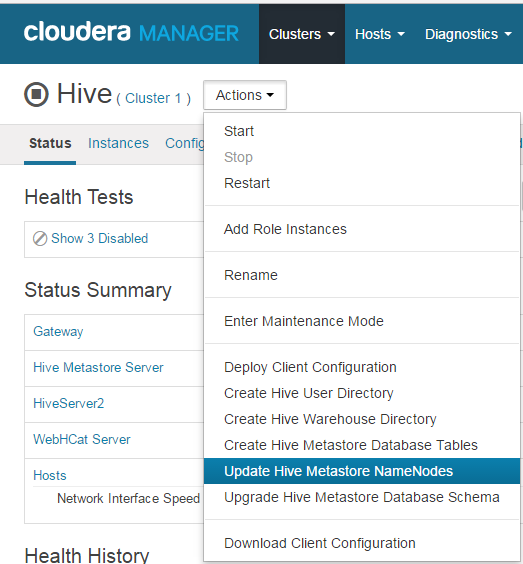 cloudera MANAGER Clusters Hosts Diagnostics
Hive ( Cluster 1 ) Actions
Status Instances Config
Health Tests
Show 3 Disabled
Status Summary
Gateway
Hive Metastore Server
HiveServer2
WebHCat Server
Hosts
Network Interface Speed
Health History
Start
Stop
Restart
Add Role Instances
Rename
Enter Maintenance Mode
Deploy Client Configuration
Create Hive User Directory
Create Hive Warehouse Directory
Create Hive Metastore Database Tables
Update Hive Metastore NameNodes
Upgrade Hive Metastore Database Schema
Download Client Configuration